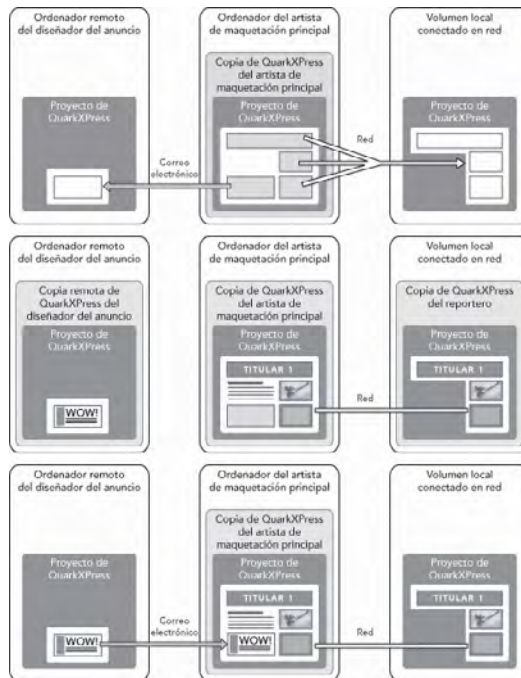 Ordenador remoto
del diseñador del anuncio
Proyecto de
QuarkXPress
Correo
electrónico
Ordenador del artista
de maquetación principal
Copia de QuarkXPress
del artista de
maquetación principal
Proyecto de
QuarkXPress
Red
Volumen local
conectado en red
Proyecto de
QuarkXPress
Ordenador remoto
del diseñador del anuncio
Copia remota de
QuarkXPress del
diseñador del anuncio
Proyecto de
QuarkXPress
WOW!
Ordenador del artista
de maquetación principal
Copia de QuarkXPress
del artista de
maquetación principal
Proyecto de
QuarkXPress
TITULAR 1
Red
Volumen local
conectado en red
Copia de QuarkXPress
del reportero
Proyecto de
QuarkXPress
TITULAR 1
Ordenador remoto
del diseñador del anuncio
Proyecto de
QuarkXPress
WOW!
Correo
electrónico
Ordenador del artista
de maquetación principal
Copia de QuarkXPress
del artista de
maquetación principal
Proyecto de
QuarkXPress
TITULAR 1
WOW!
Red
Volumen local
conectado en red
Proyecto de
QuarkXPress
TITULAR 1